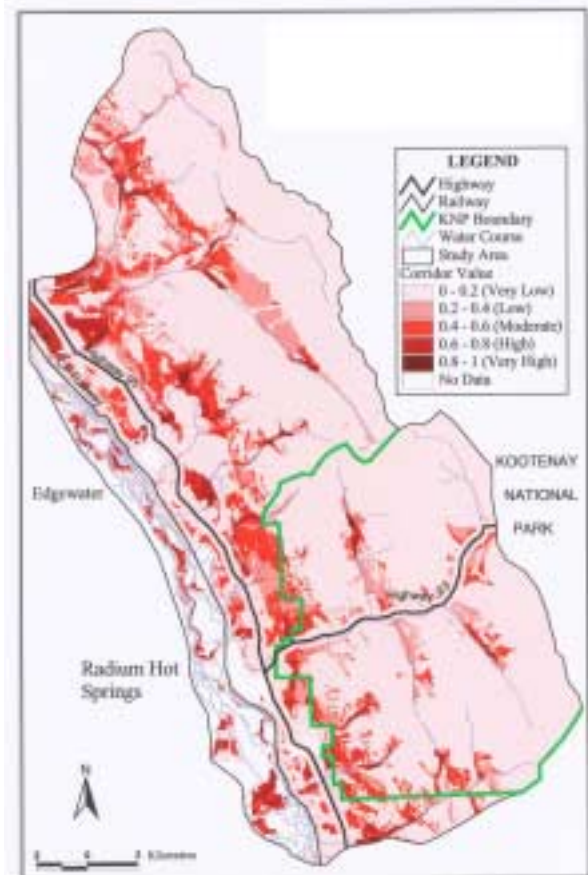 LEGEND
Highway
Railway
KNP Boundary
Water Course
Study Area
Corridor Value
0 - 0.2 (Very Low)
0.2 - 0.4 (Low)
0.4 - 0.6 (Moderate)
0.6 - 0.8 (High)
0.8 - 1 (Very High)
No Data
KOOTENAY
NATIONAL
PARK
Edgewater
Highway 93
Radium Hot
Springs
N
Kilometres